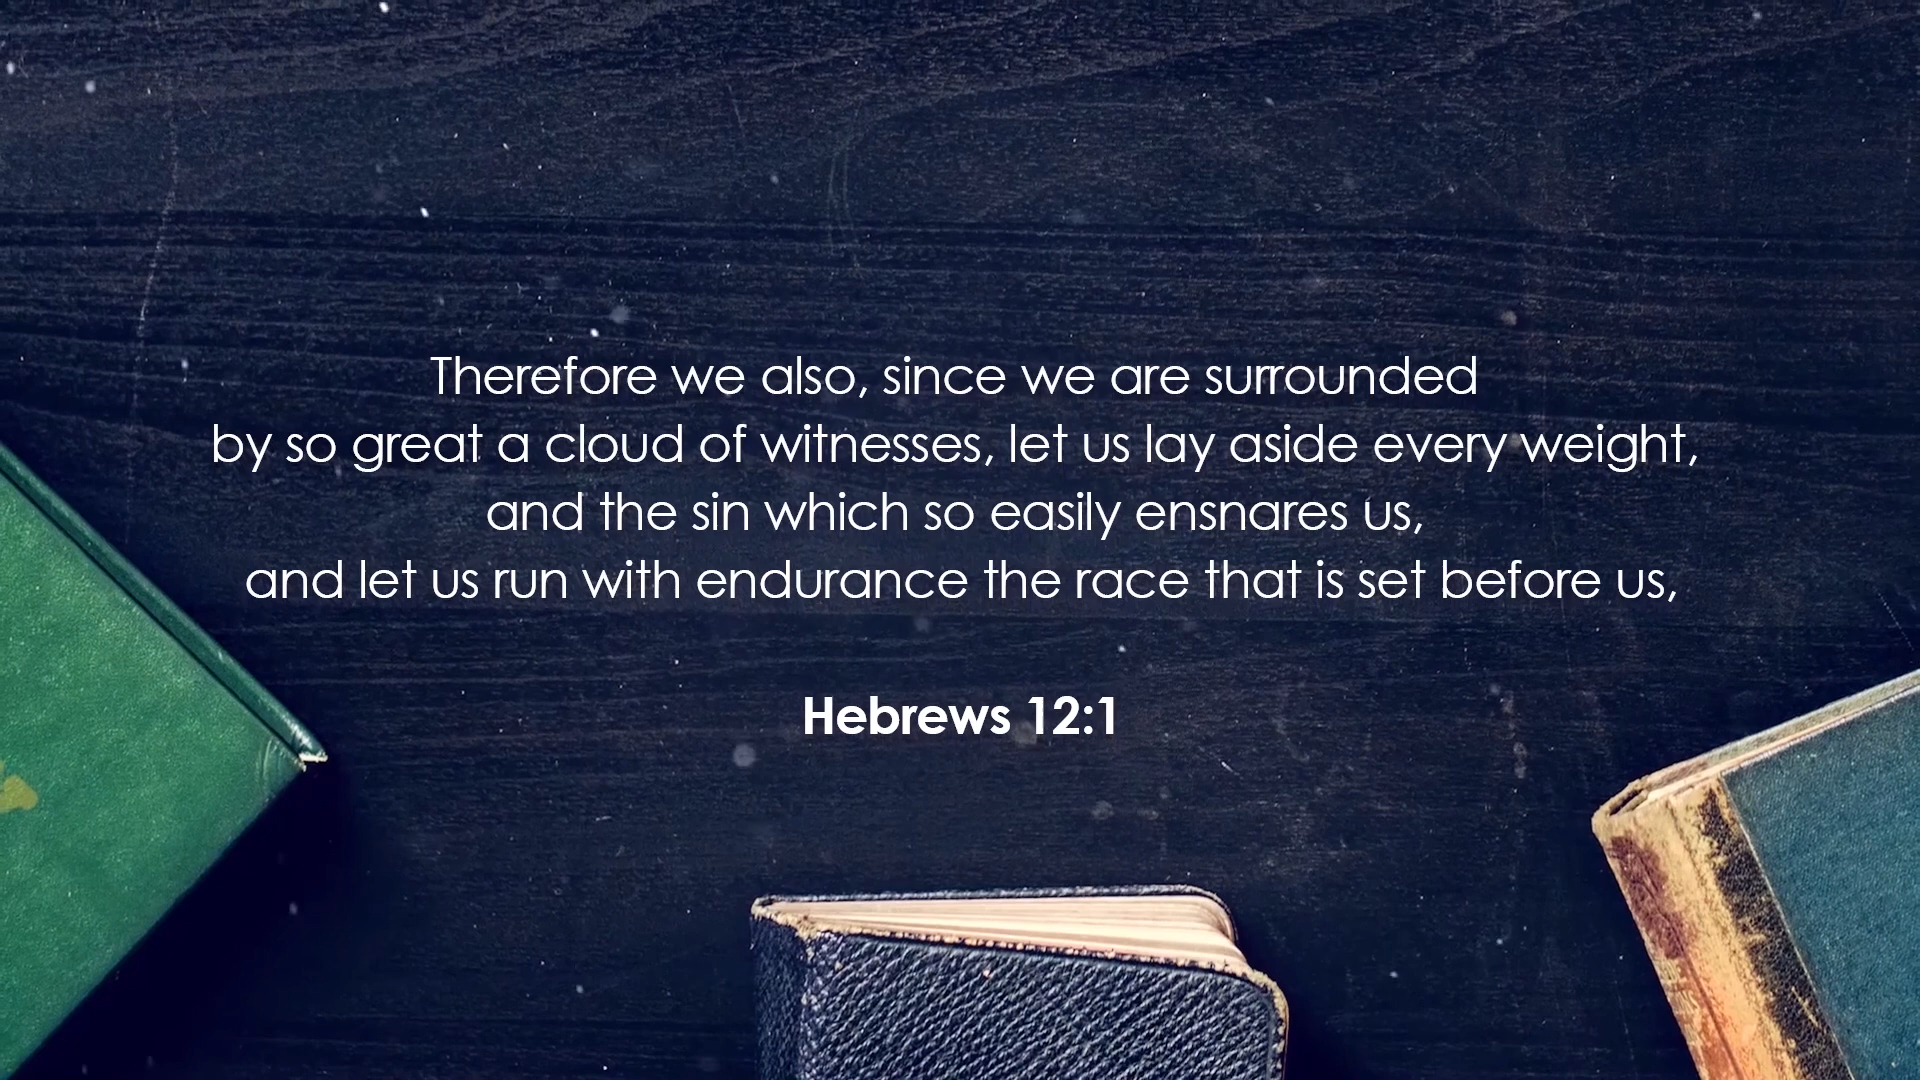 Therefore we also, since we are surrounded
by so great a cloud of witnesses, let us lay aside every weight,
and the sin which so easily ensnares us,
and let us run with endurance the race that is set before us,
Hebrews 12:1